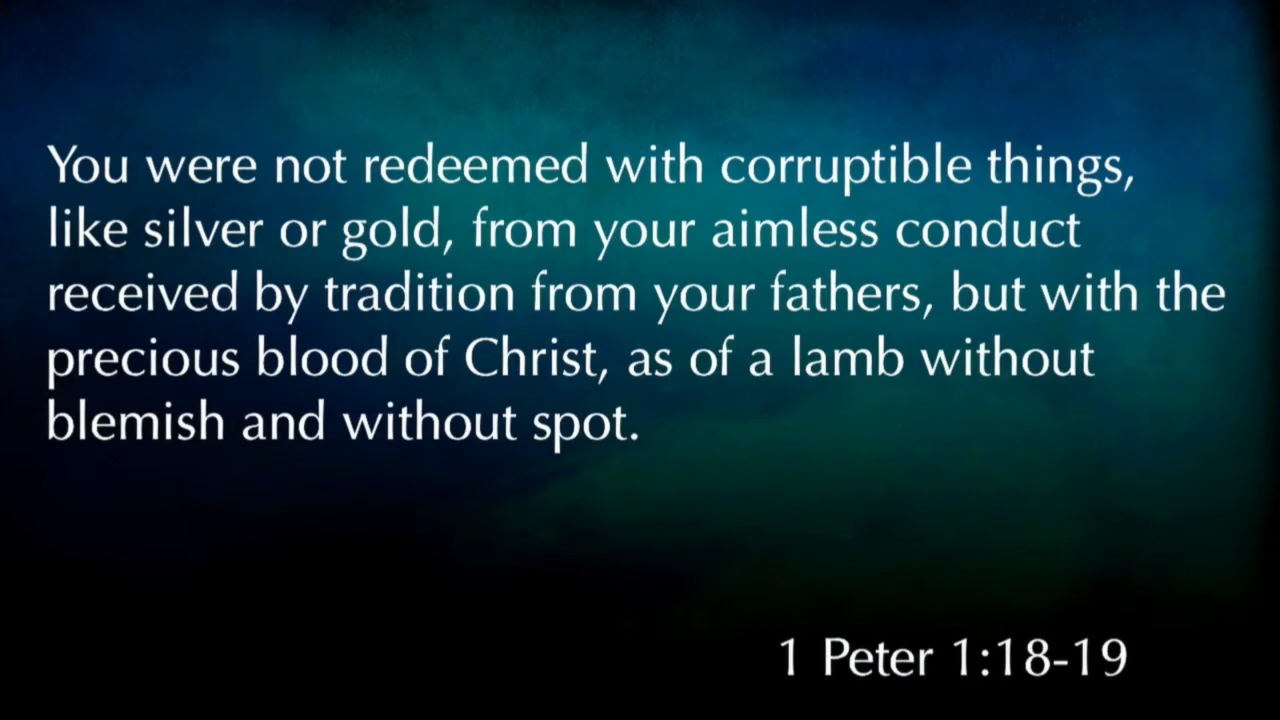 You were not redeemed with corruptible things,
like silver or gold, from your aimless conduct
received by tradition from your fathers, but with the
precious blood of Christ, as of a lamb without
blemish and without spot.
1 Peter 1:18-19